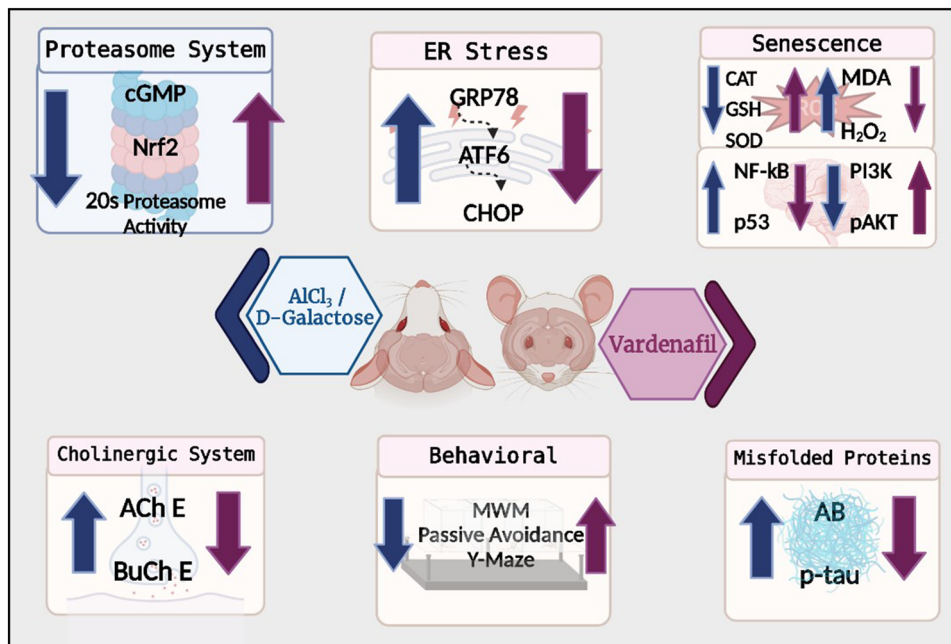 Proteasome System
cGMP
Nrf2
20s Proteasome
Activity
ER Stress
GRP78
ATF6
CHOP
Senescence
CAT
GSH
SOD
ROS
MDA
H₂O₂
NF-kB
p53
PI3K
pAKT
AlCl₃ /
D-Galactose
Vardenafil
Cholinergic System
ACh E
BuCh E
Behavioral
MWM
Passive Avoidance
Y-Maze
Misfolded Proteins
AB
p-tau